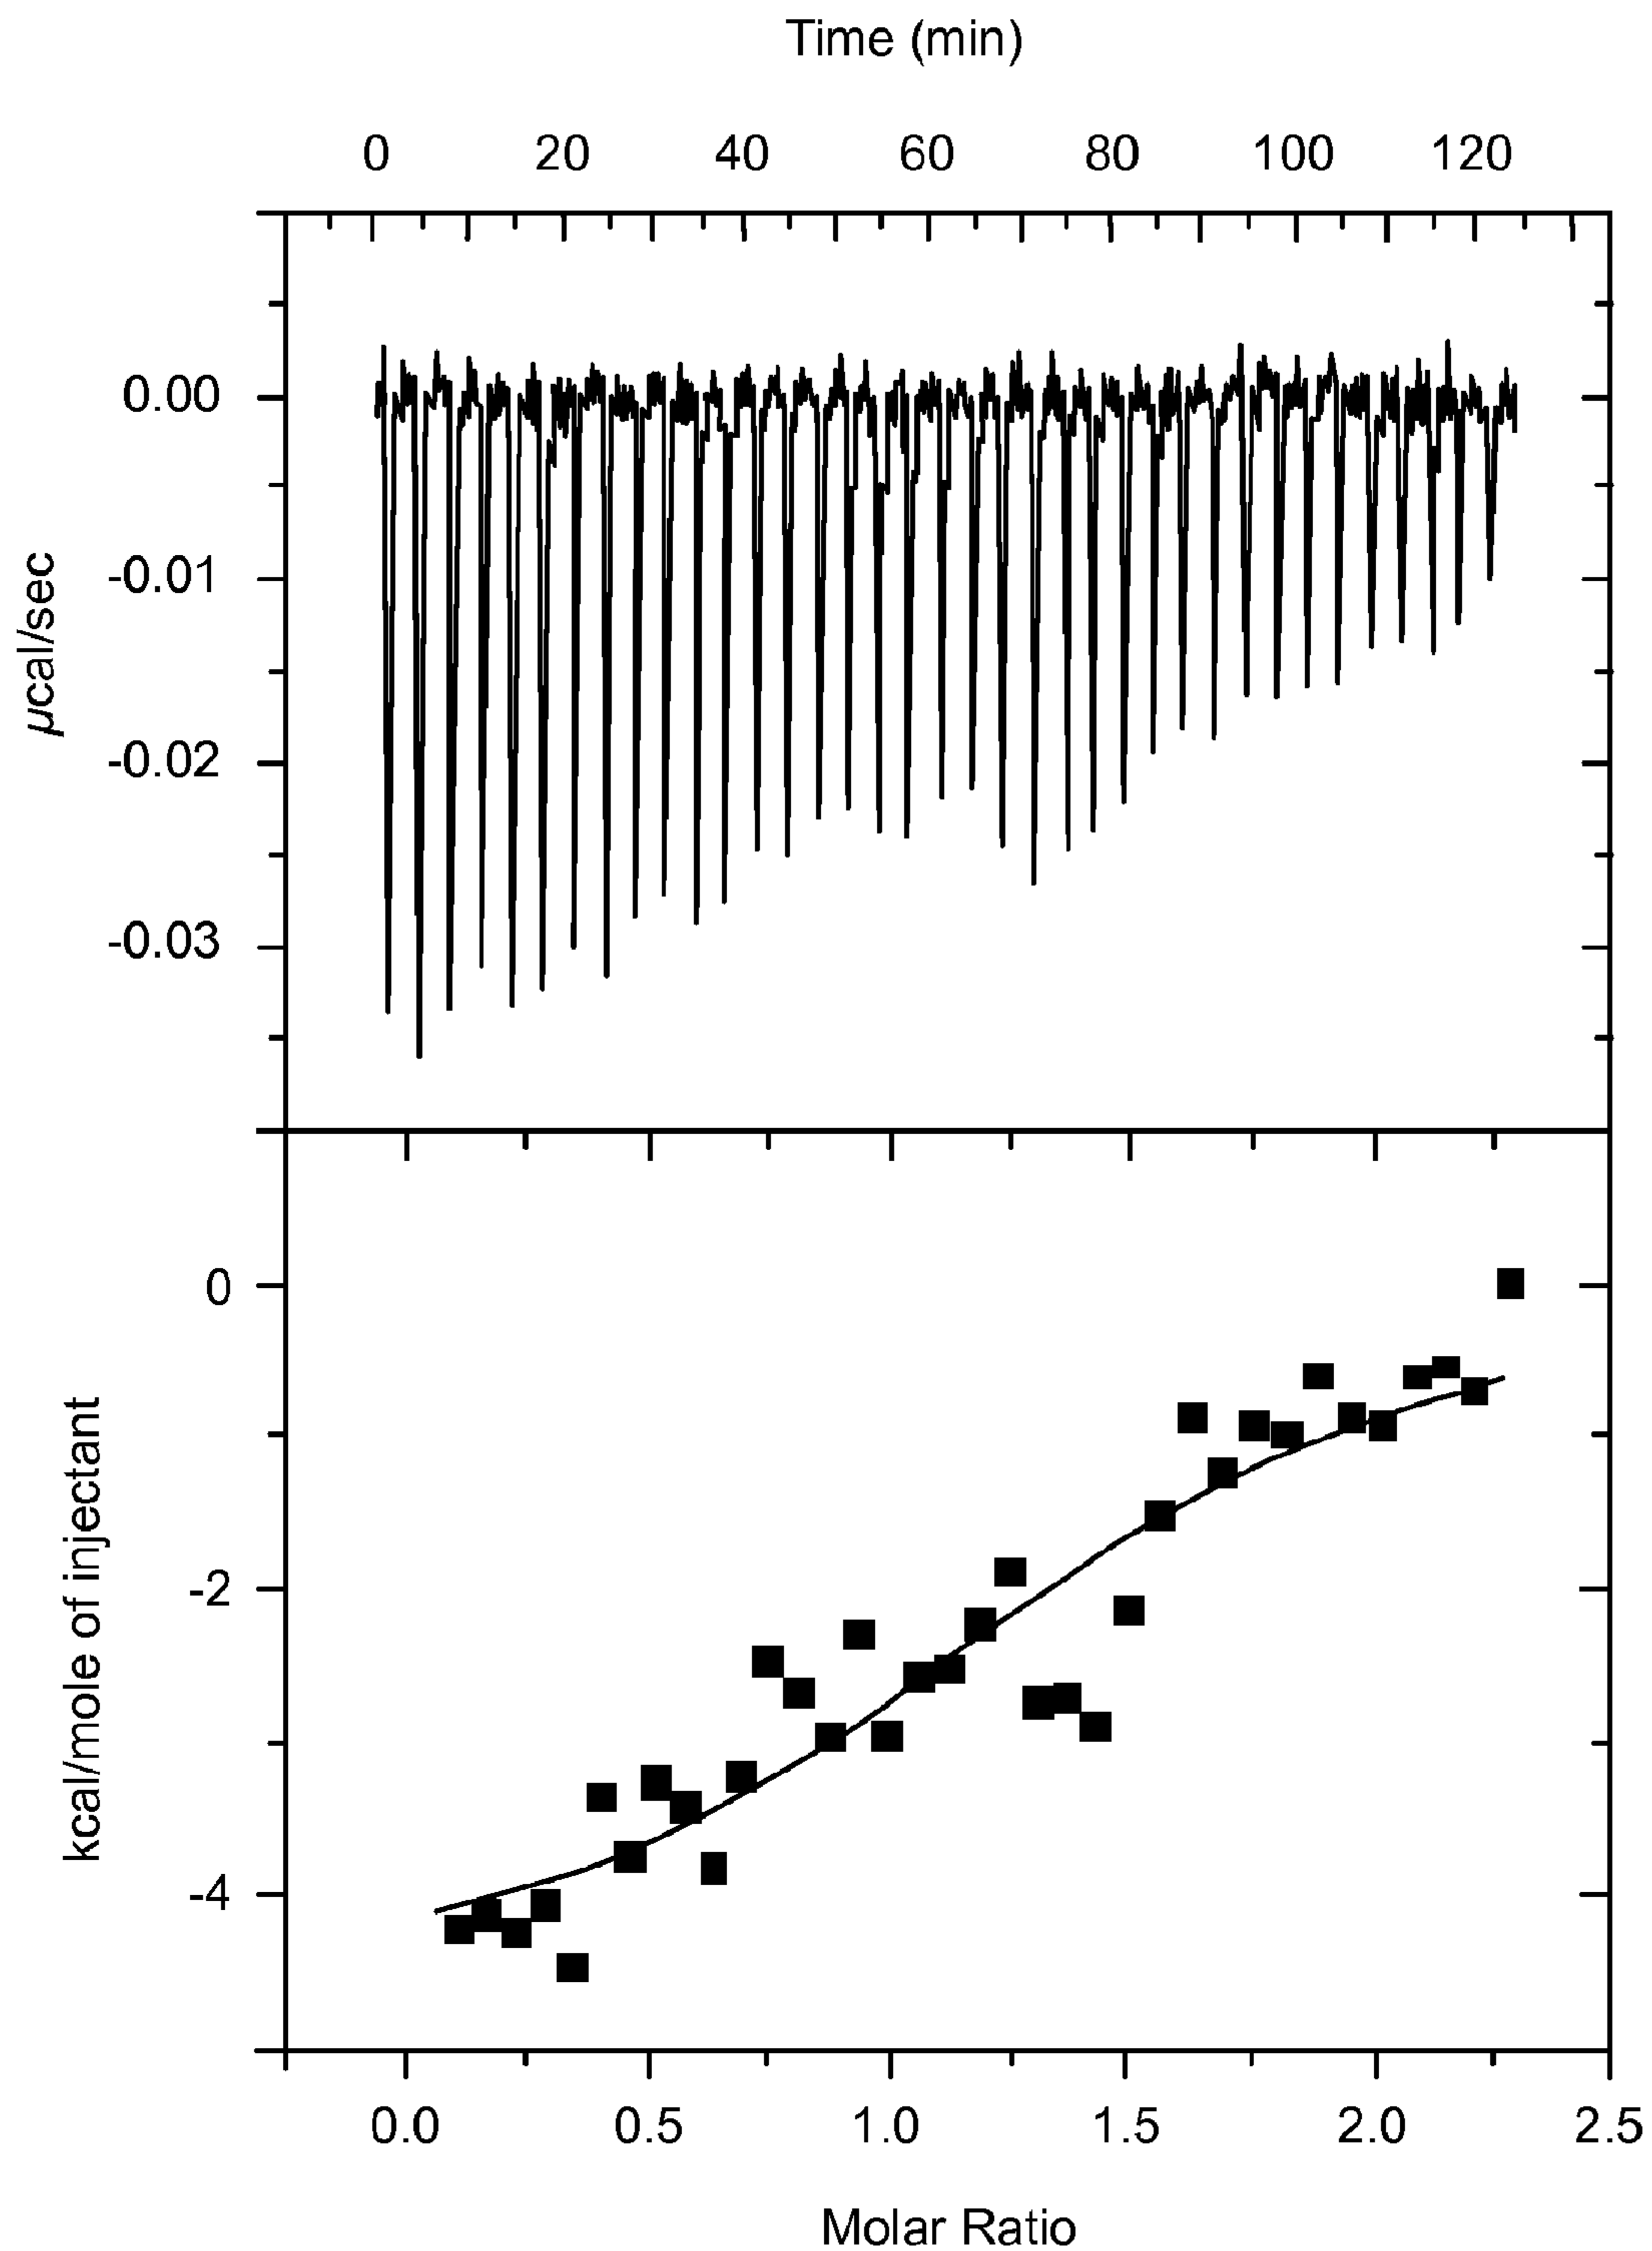 Time (min)
0 20 40 60 80 100 120
0.00
-0.01
-0.02
-0.03
µcal/sec
0
-2
-4
kcal/mole of injectant
0.0 0.5 1.0 1.5 2.0 2.5
Molar Ratio